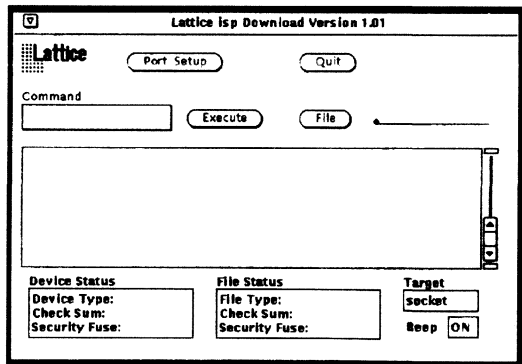 Lattice isp Download Version 1.01
Lattice
Port Setup
Quit
Command
Execute
File
Device Status
Device Type:
Check Sum:
Security Fuse:
File Status
File Type:
Check Sum:
Security Fuse:
Target
socket
Beep ON